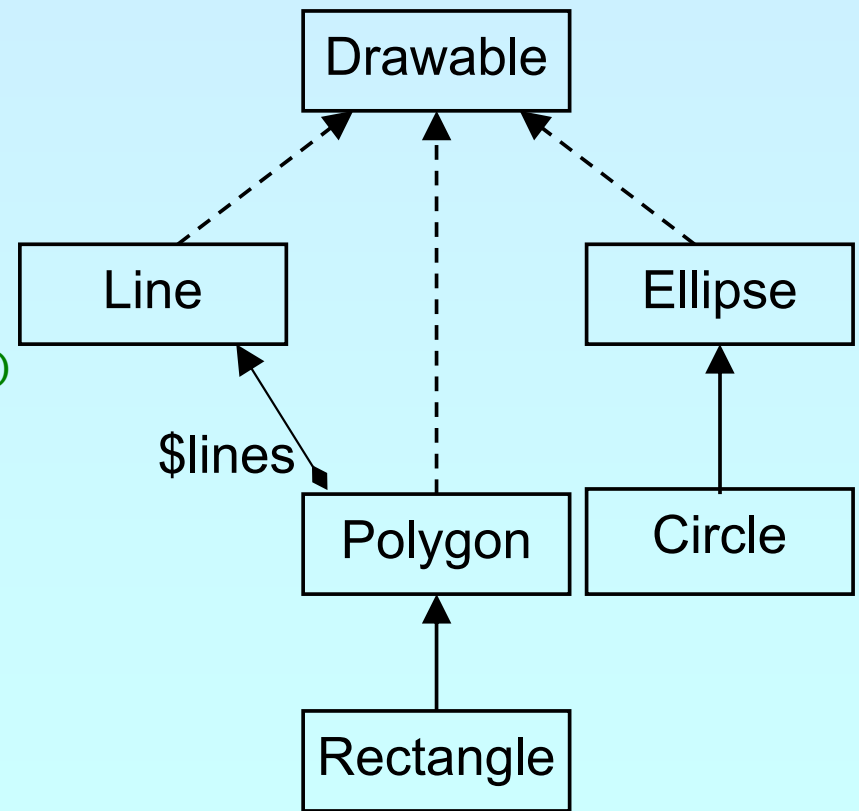 Drawable
Line
Ellipse
)
$lines
Polygon
Circle
Rectangle